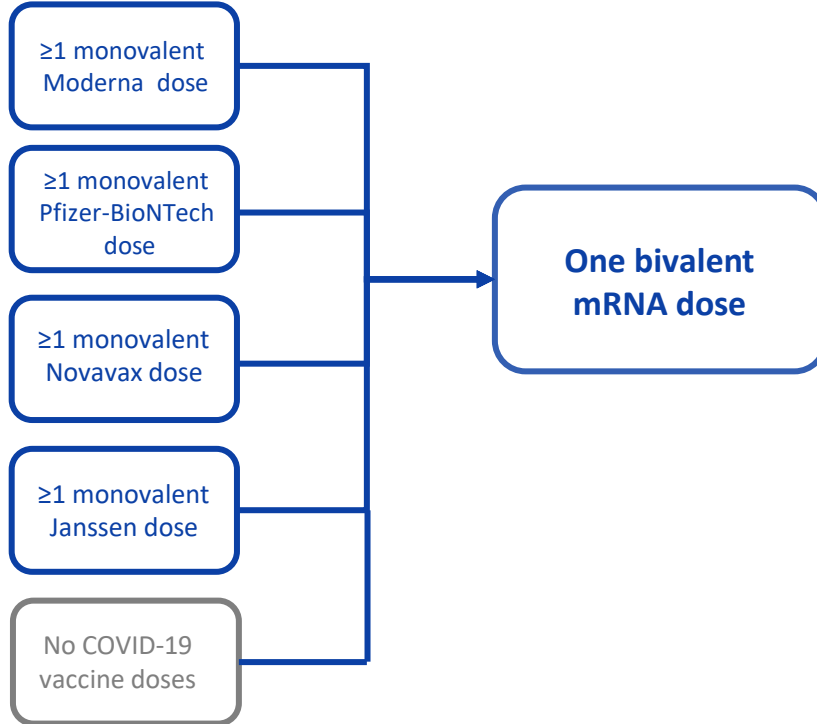 ≥1 monovalent
Moderna dose
≥1 monovalent
Pfizer-BioNTech
dose
≥1 monovalent
Novavax dose
≥1 monovalent
Janssen dose
No COVID-19
vaccine doses
One bivalent
mRNA dose